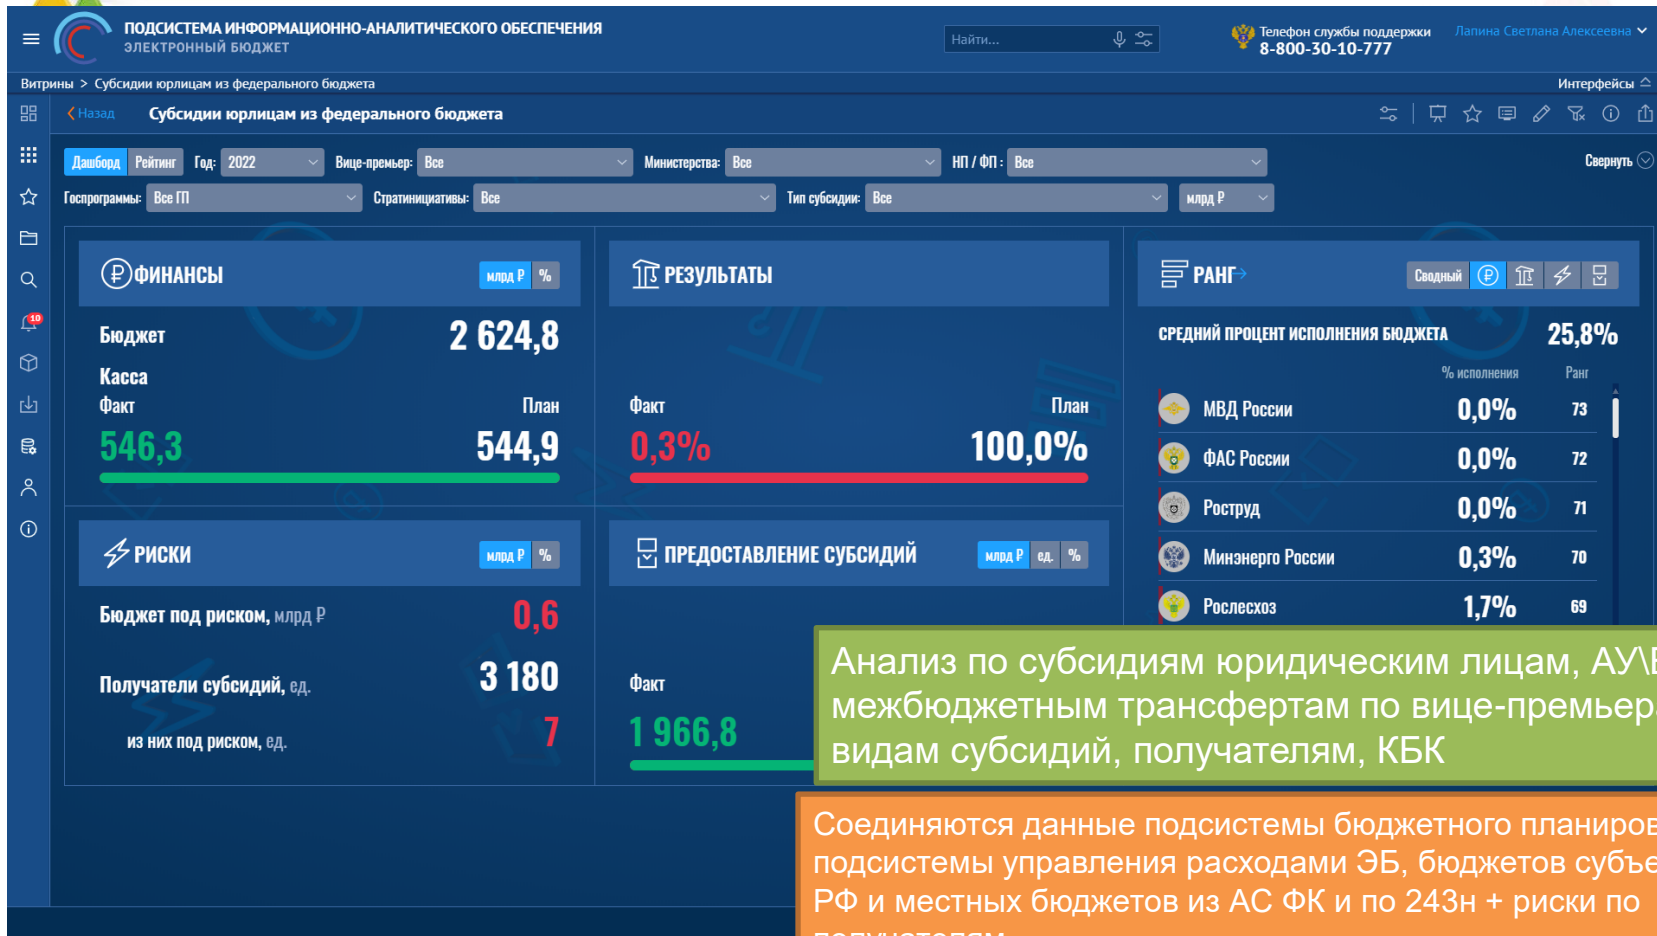 ПОДСИСТЕМА ИНФОРМАЦИОННО-АНАЛИТИЧЕСКОГО ОБЕСПЕЧЕНИЯ
ЭЛЕКТРОННЫЙ БЮДЖЕТ
Найти...
Телефон службы поддержки
8-800-30-10-777
Лапина Светлана Алексеевна
Витрины > Субсидии юрлицам из федерального бюджета
Интерфейсы
Назад
Субсидии юрлицам из федерального бюджета
Дашборд Рейтинг Год: 2022 Вице-премьер: Все Министерства: Все НП / ФП : Все Свернуть
Госпрограммы: Все ГП Стратинициативы: Все Тип субсидии: Все млрд ₽
10
ФИНАНСЫ млрд ₽ %
Бюджет 2 624,8
Касса
Факт План
546,3 544,9
РЕЗУЛЬТАТЫ
Факт План
0,3% 100,0%
РАНГ Сводный
СРЕДНИЙ ПРОЦЕНТ ИСПОЛНЕНИЯ БЮДЖЕТА 25,8%
% исполнения Ранг
МВД России 0,0% 73
ФАС России 0,0% 72
Роструд 0,0% 71
Минэнерго России 0,3% 70
Рослесхоз 1,7% 69
РИСКИ млрд ₽ %
Бюджет под риском, млрд ₽ 0,6
Получатели субсидий, ед. 3 180
из них под риском, ед. 7
ПРЕДОСТАВЛЕНИЕ СУБСИДИЙ млрд ₽ ед. %
Факт
1 966,8
Анализ по субсидиям юридическим лицам,
межбюджетным трансфертам по
видам субсидий, получателям, КБК
Соединяются данные подсистемы бюджетного
подсистемы управления расходами ЭБ, бюджетов
РФ и местных бюджетов из АС ФК и по 243н + риски по